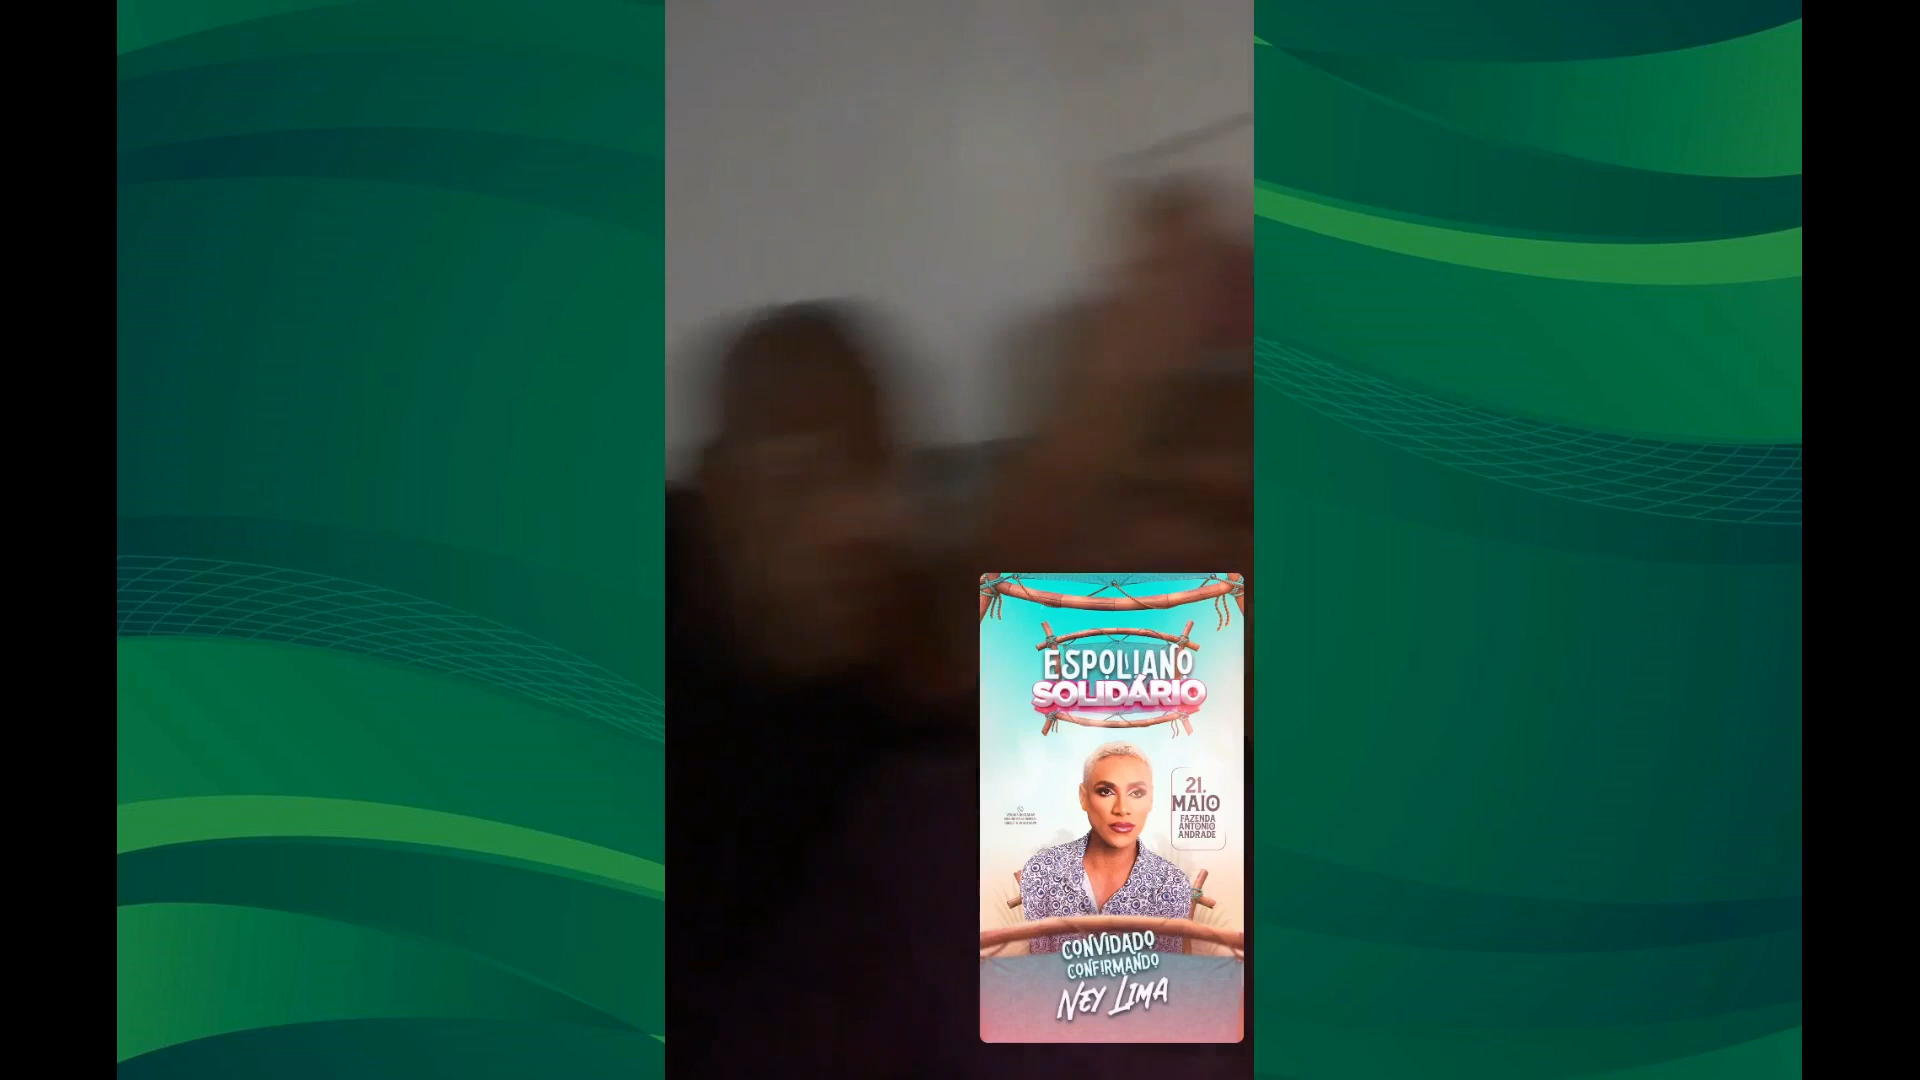 ESPOLIANO
SOLIDÁRIO
21.
MAIO
FAZENDA
ANTONIO
ANDRADE
CONVIDADO
CONFIRMANDO
NEY LIMA